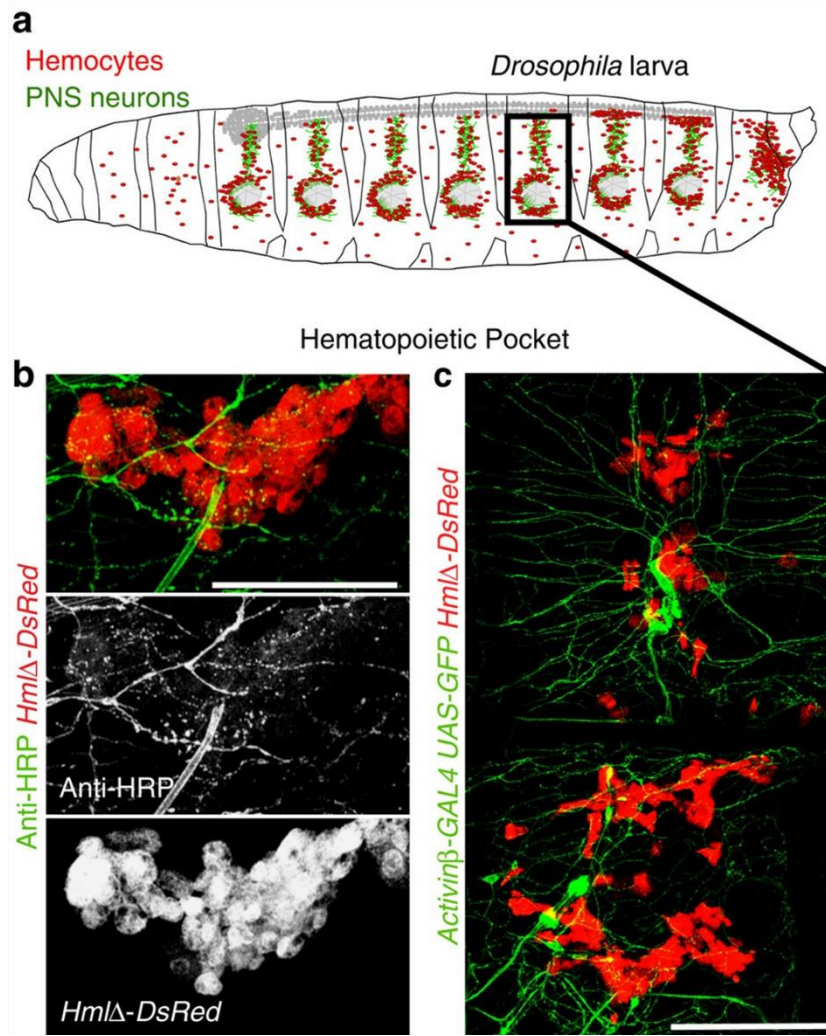 a
Hemocytes
PNS neurons
Drosophila larva
Hematopoietic Pocket
b
Anti-HRP HmlΔ-DsRed
Anti-HRP
HmlΔ-DsRed
c
Activinβ-GAL4 UAS-GFP HmlΔ-DsRed